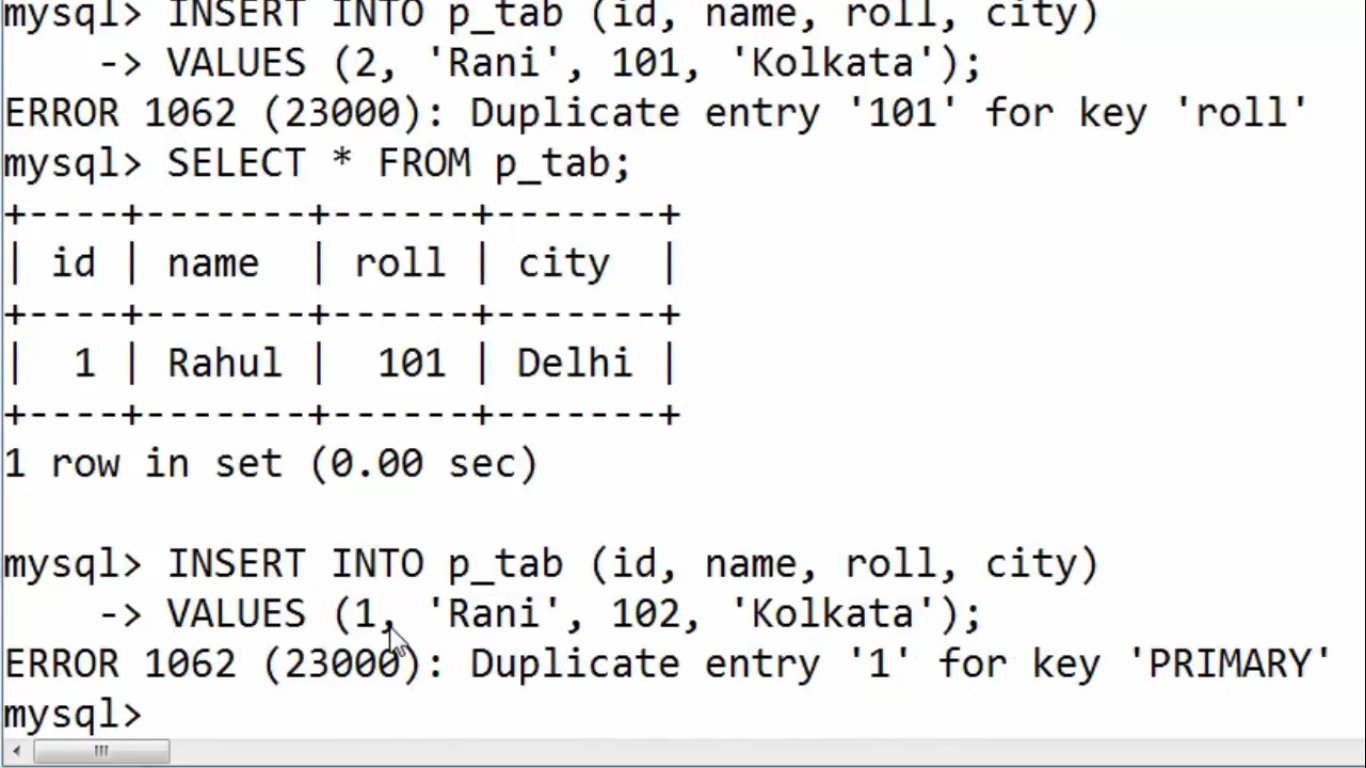 mysql> INSERT INTO p_tab (id, name, roll, city)
    -> VALUES (2, 'Rani', 101, 'Kolkata');
ERROR 1062 (23000): Duplicate entry '101' for key 'roll'
mysql> SELECT * FROM p_tab;
+----+-------+------+-------+
| id | name  | roll | city  |
+----+-------+------+-------+
|  1 | Rahul |  101 | Delhi |
+----+-------+------+-------+
1 row in set (0.00 sec)
mysql> INSERT INTO p_tab (id, name, roll, city)
    -> VALUES (1, 'Rani', 102, 'Kolkata');
ERROR 1062 (23000): Duplicate entry '1' for key 'PRIMARY'
mysql>